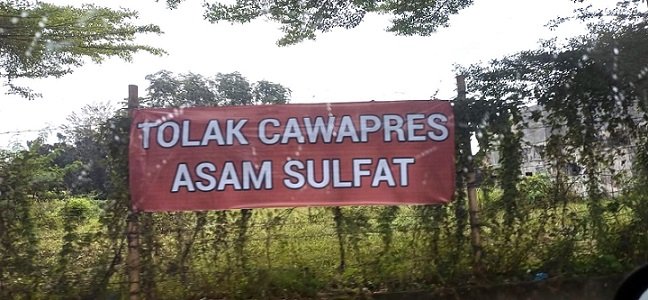 TOLAK CAWAPRES
ASAM SULFAT